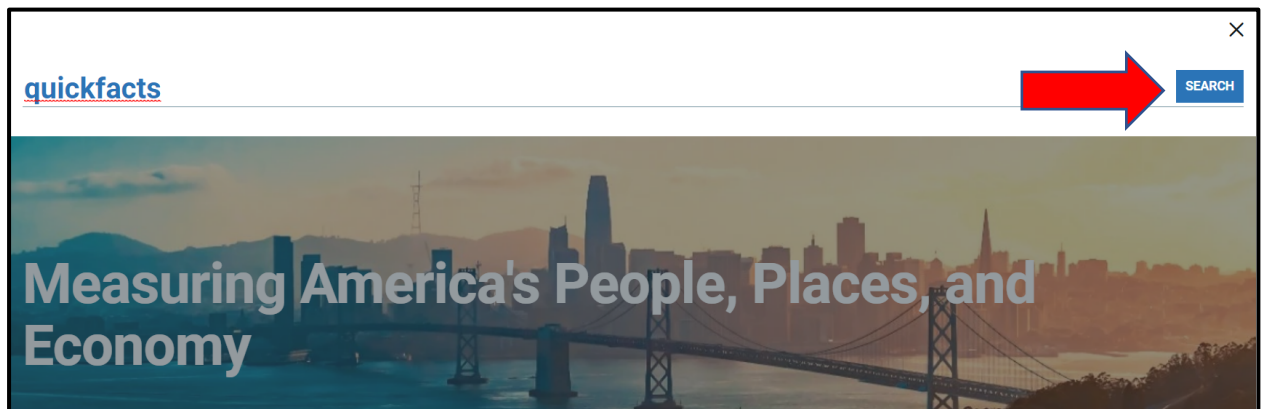 quickfacts
SEARCH
Measuring America's People, Places, and
Economy